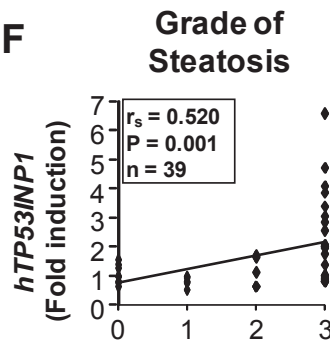 F
Grade of
Steatosis
hTP53INP1
(Fold induction)
7
6
5
4
3
2
1
0
rs = 0.520
P = 0.001
n = 39
0 1 2 3